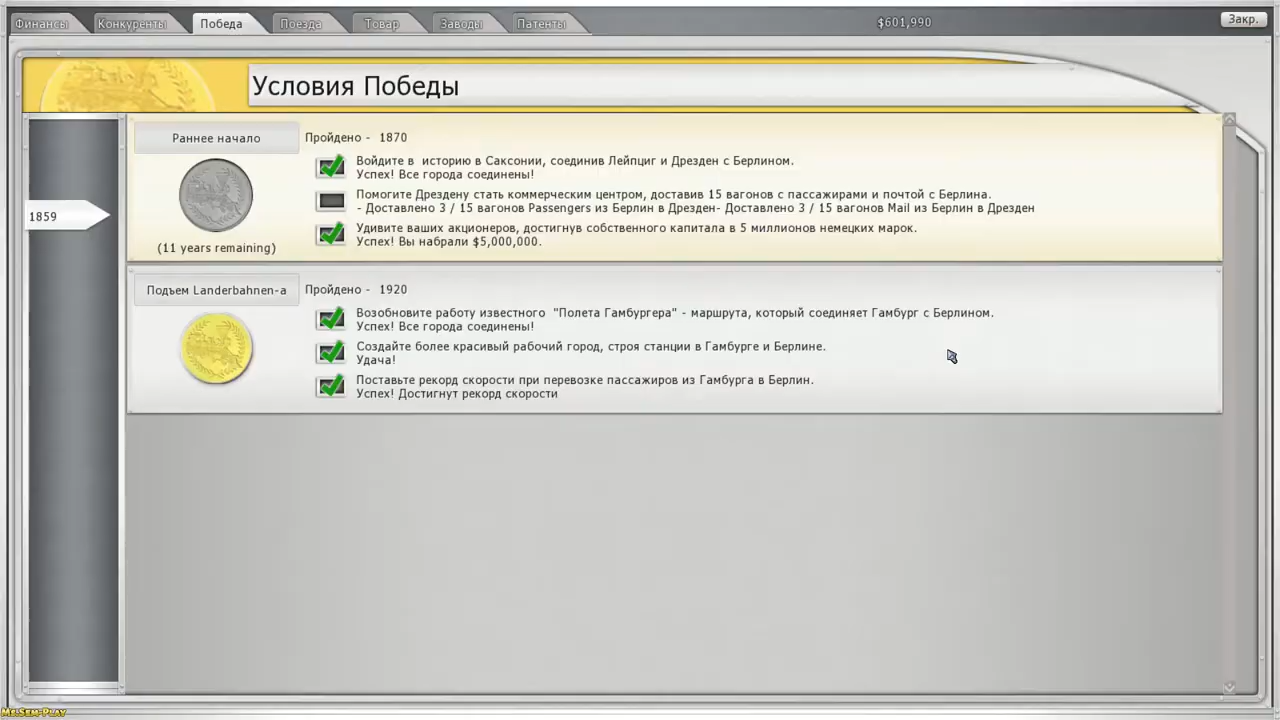 Финансы Конкуренты Победа Поезда Товар Заводы Патенты $601,990 Закр.
Условия Победы
Раннее начало Пройдено - 1870
Войдите в историю в Саксонии, соединив Лейпциг и Дрезден с Берлином.
Успех! Все города соединены!
Помогите Дрездену стать коммерческим центром, доставив 15 вагонов с пассажирами и почтой с Берлина.
- Доставлено 3 / 15 вагонов Passengers из Берлин в Дрезден- Доставлено 3 / 15 вагонов Mail из Берлин в Дрезден
1859
Удивите ваших акционеров, достигнув собственного капитала в 5 миллионов немецких марок.
Успех! Вы набрали $5,000,000.
(11 years remaining)
Подъем Landerbahnen-а Пройдено - 1920
Возобновите работу известного "Полета Гамбургера" - маршрута, который соединяет Гамбург с Берлином.
Успех! Все города соединены!
Создайте более красивый рабочий город, строя станции в Гамбурге и Берлине.
Удача!
Поставьте рекорд скорости при перевозке пассажиров из Гамбурга в Берлин.
Успех! Достигнут рекорд скорости
Mr.Sem-Play